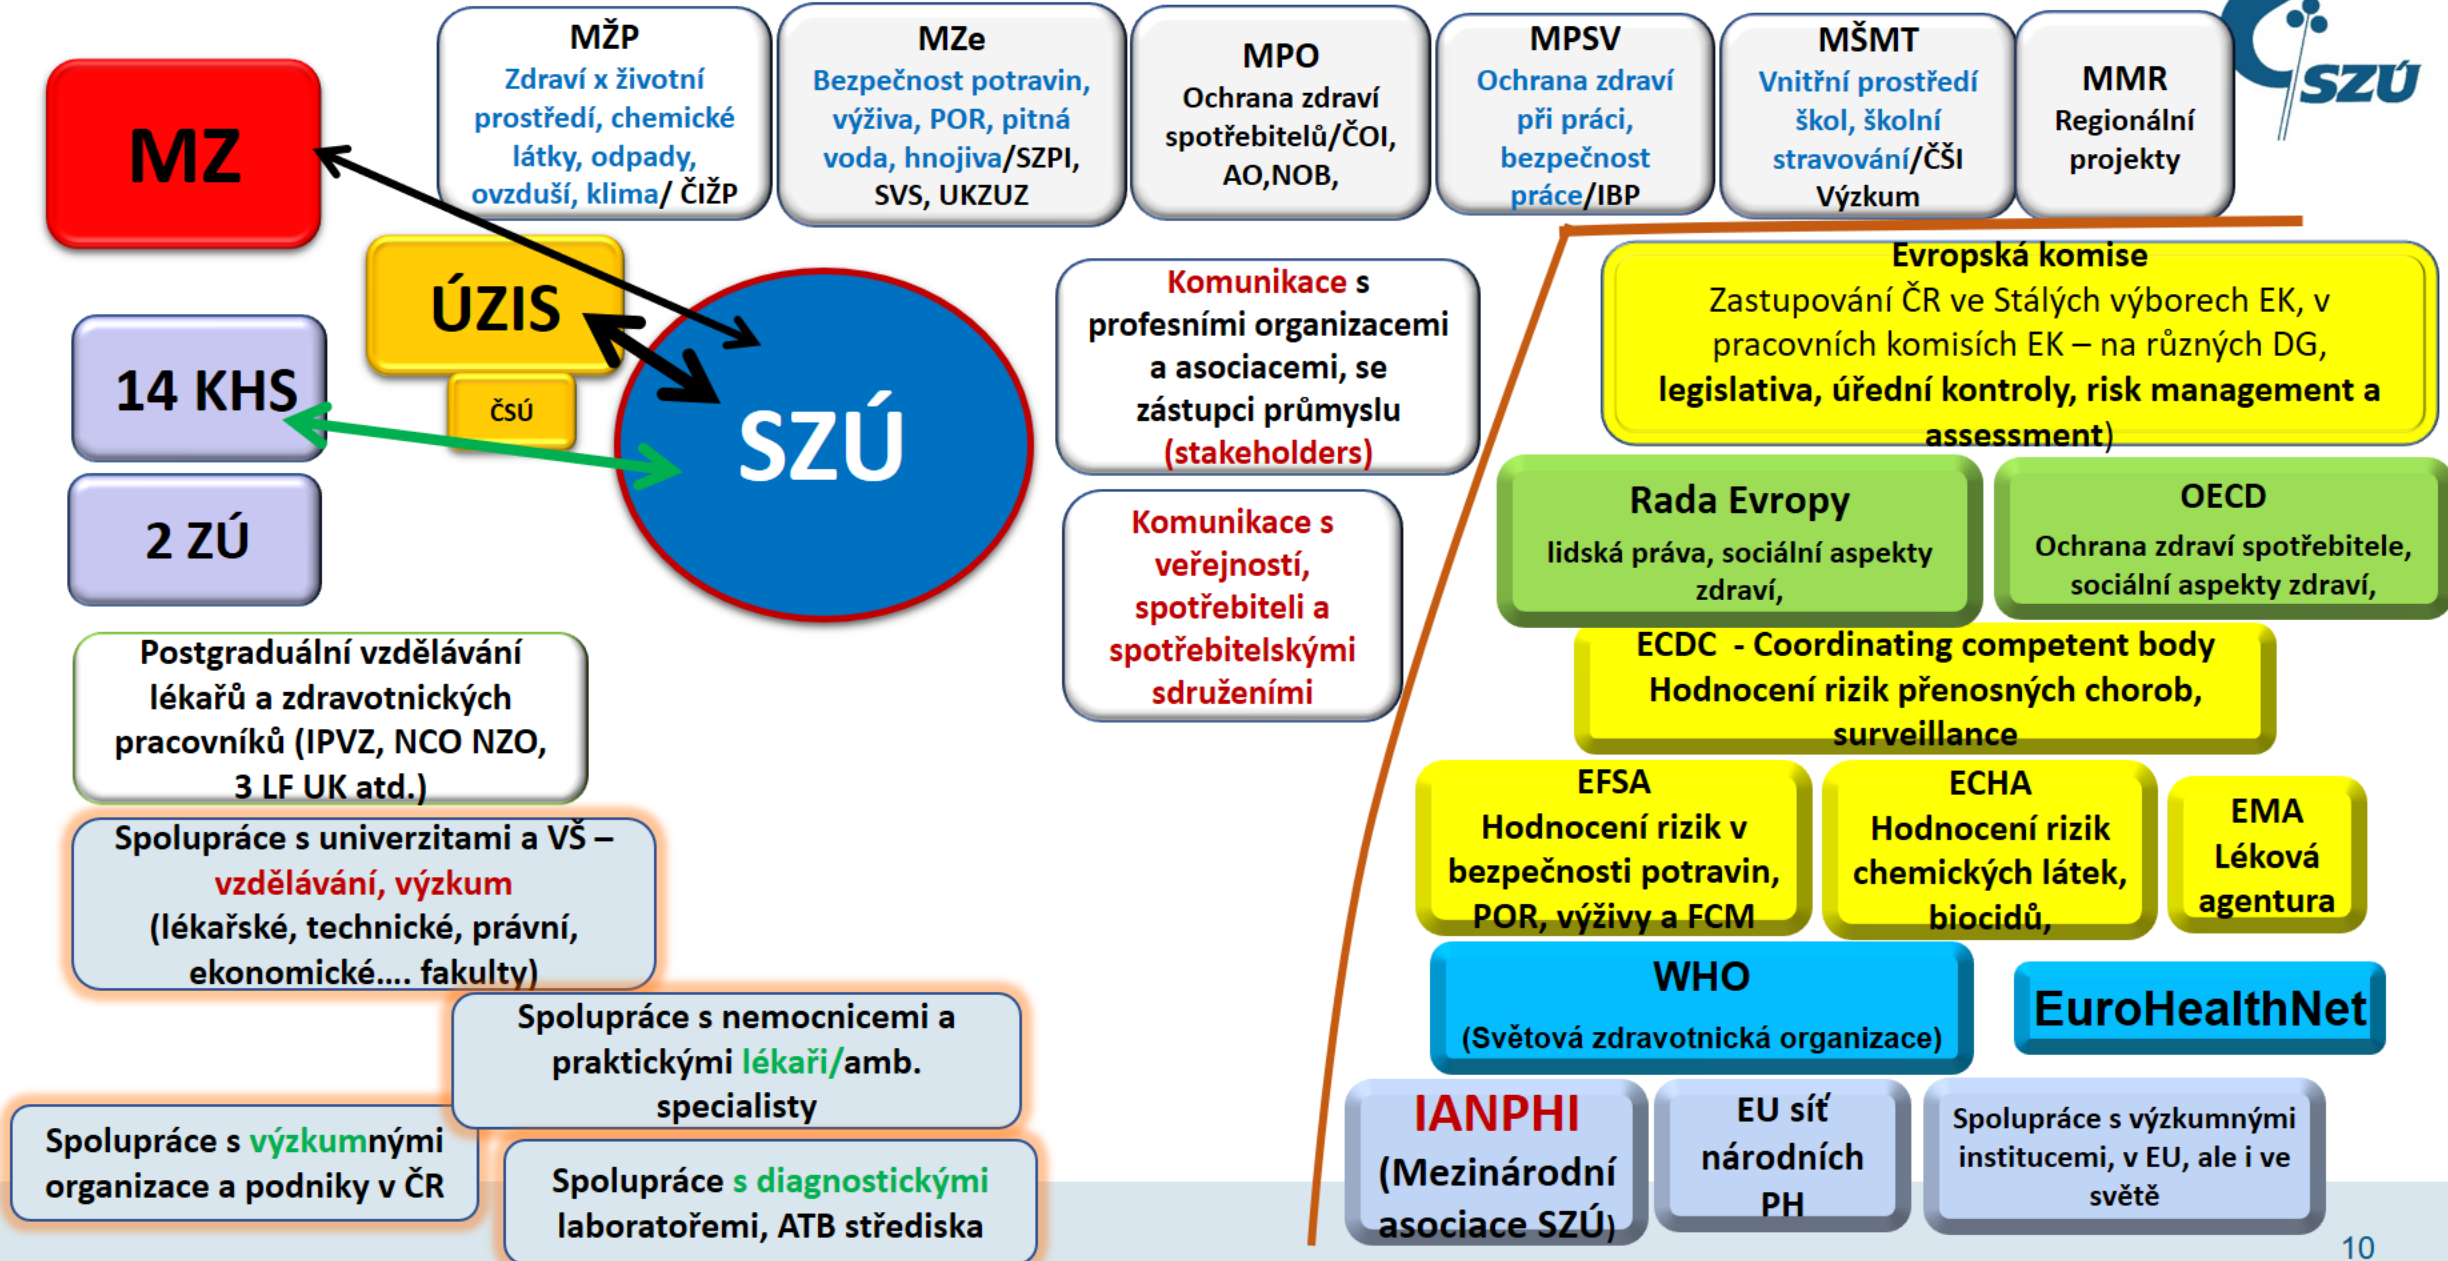 MZ
MŽP
Zdraví x životní
prostředí, chemické
látky, odpady,
ovzduší, klima/ ČIŽP
MZe
Bezpečnost potravin,
výživa, POR, pitná
voda, hnojiva/SZPI,
SVS, UKZUZ
MPO
Ochrana zdraví
spotřebitelů/ČOI,
AO,NOB,
MPSV
Ochrana zdraví
při práci,
bezpečnost
práce/IBP
MŠMT
Vnitřní prostředí
škol, školní
stravování/ČŠI
Výzkum
MMR
Regionální
projekty
SZÚ
ÚZIS
ČSÚ
14 KHS
2 ZÚ
SZÚ
Komunikace s
profesními organizacemi
a asociacemi, se
zástupci průmyslu
(stakeholders)
Komunikace s
veřejností,
spotřebiteli a
spotřebitelskými
sdruženími
Postgraduální vzdělávání
lékařů a zdravotnických
pracovníků (IPVZ, NCO NZO,
3 LF UK atd.)
Spolupráce s univerzitami a VŠ –
vzdělávání, výzkum
(lékařské, technické, právní,
ekonomické.... fakulty)
Spolupráce s nemocnicemi a
praktickými lékaři/amb.
specialisty
Spolupráce s výzkumnými
organizace a podniky v ČR
Spolupráce s diagnostickými
laboratořemi, ATB střediska
Evropská komise
Zastupování ČR ve Stálých výborech EK, v
pracovních komisích EK – na různých DG,
legislativa, úřední kontroly, risk management a
assessment)
Rada Evropy
lidská práva, sociální aspekty
zdraví,
OECD
Ochrana zdraví spotřebitele,
sociální aspekty zdraví,
ECDC - Coordinating competent body
Hodnocení rizik přenosných chorob,
surveillance
EFSA
Hodnocení rizik v
bezpečnosti potravin,
POR, výživy a FCM
ECHA
Hodnocení rizik
chemických látek,
biocidů,
EMA
Léková
agentura
WHO
(Světová zdravotnická organizace)
EuroHealthNet
IANPHI
(Mezinárodní
asociace SZÚ)
EU síť
národních
PH
Spolupráce s výzkumnými
institucemi, v EU, ale i ve
světě
10